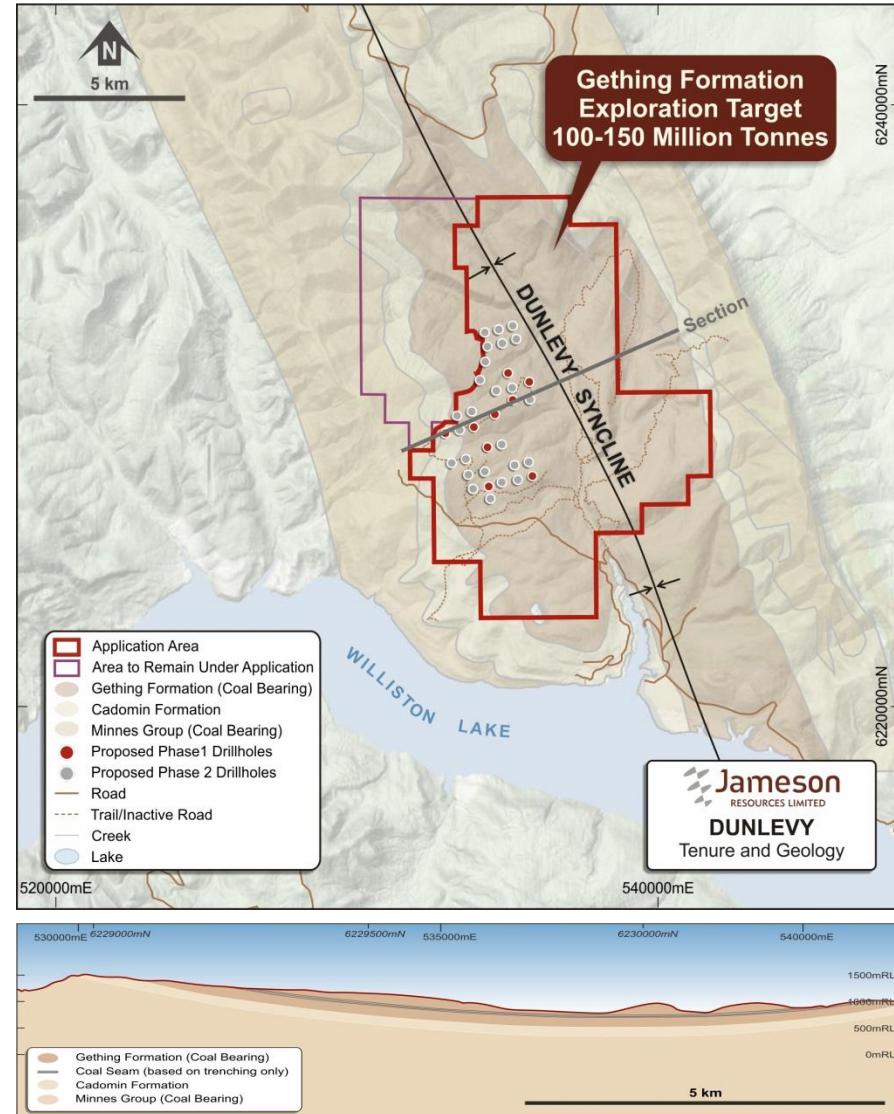 N
5 km
Gething Formation
Exploration Target
100-150 Million Tonnes
6240000mN
DUNLEVY SYNCLINE
Section
WILLISTON LAKE
6220000mN
Application Area
Area to Remain Under Application
Gething Formation (Coal Bearing)
Cadomin Formation
Minnes Group (Coal Bearing)
Proposed Phase1 Drillholes
Proposed Phase 2 Drillholes
Road
Trail/Inactive Road
Creek
Lake
Jameson
RESOURCES LIMITED
DUNLEVY
Tenure and Geology
520000mE
540000mE
530000mE 6229000mN 6229500mN 535000mE 6230000mN 540000mE
1500mRL
1000mRL
500mRL
0mRL
Gething Formation (Coal Bearing)
Coal Seam (based on trenching only)
Cadomin Formation
Minnes Group (Coal Bearing)
5 km